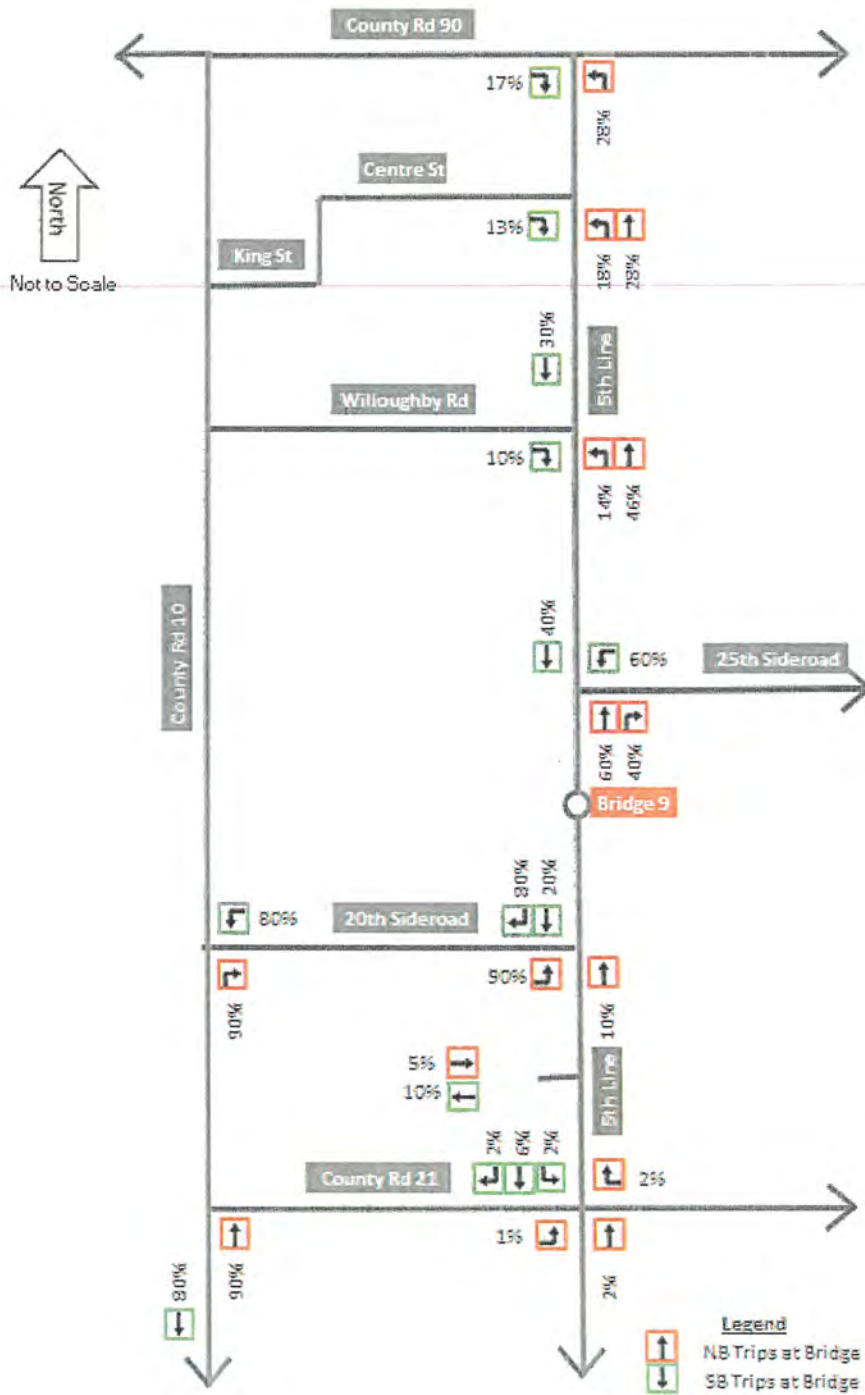 County Rd 90
17%
28%
North
Not to Scale
Centre St
13%
King St
18%
28%
30%
5th Line
Willoughby Rd
10%
14%
46%
County Rd 10
40%
60%
25th Sideroad
60%
40%
Bridge 9
80%
20%
80%
20th Sideroad
90%
90%
10%
5%
10%
5th Line
2%
6%
2%
County Rd 21
2%
1%
80%
90%
2%
Legend
NB Trips at Bridge
SB Trips at Bridge